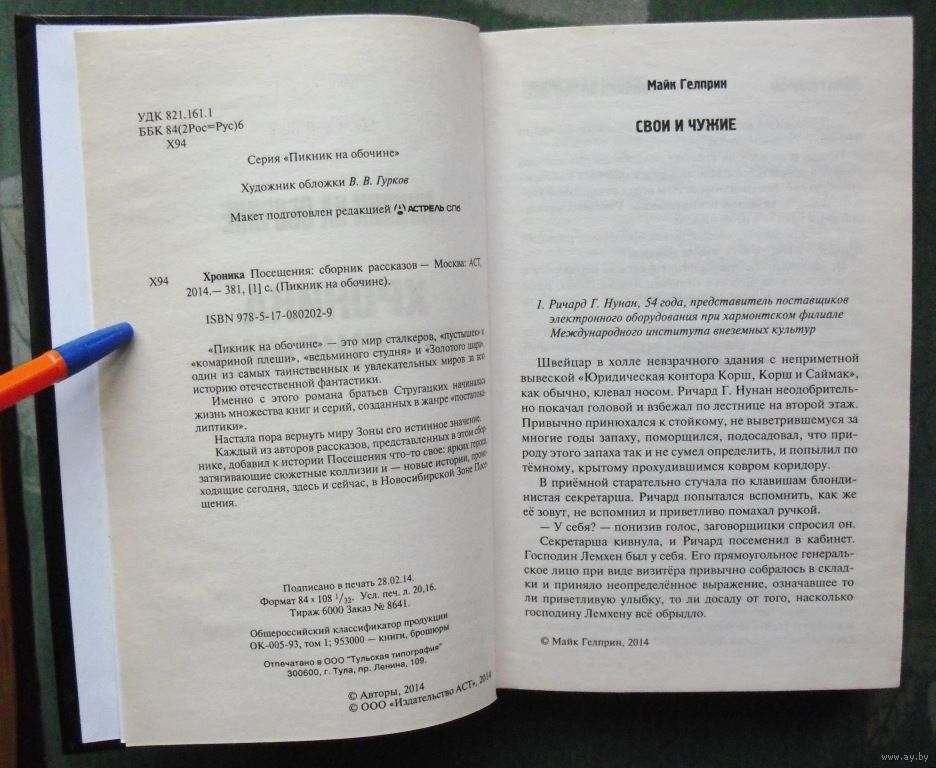 УДК 821.161.1
ББК 84(2Рос=Рус)6
Х94
Серия «Пикник на обочине»
Художник обложки В. В. Гурков
Макет подготовлен редакцией АСТРЕЛЬ СПб
Х94 Хроника Посещения: сборник рассказов — Москва: АСТ,
2014.— 381, [1] с. (Пикник на обочине).
ISBN 978-5-17-080202-9
«Пикник на обочине» — это мир сталкеров, «пустышек» и
«комариной плеши», «ведьминого студня» и «Золотого шара»,
один из самых таинственных и увлекательных миров за всю
историю отечественной фантастики.
Именно с этого романа братьев Стругацких начиналась
жизнь множества книг и серий, созданных в жанре «постапока-
липтики».
Настала пора вернуть миру Зоны его истинное значение.
Каждый из авторов рассказов, представленных в этом сбор-
нике, добавил к истории Посещения что-то свое: ярких героев,
затягивающие сюжетные коллизии и — новые истории, проис-
ходящие сегодня, здесь и сейчас, в Новосибирской Зоне Посе-
щения.
Подписано в печать 28.02.14.
Формат 84 х 108 1/32. Усл. печ. л. 20,16.
Тираж 6000 Заказ № 8641.
Общероссийский классификатор продукции
ОК-005-93, том 1; 953000 — книги, брошюры
Отпечатано в ООО "Тульская типография"
300600, г. Тула, пр. Ленина, 109.
© Авторы, 2014
© ООО «Издательство АСТ», 2014
Майк Гелприн
СВОИ И ЧУЖИЕ
1. Ричард Г. Нунан, 54 года, представитель поставщиков
электронного оборудования при хармонтском филиале
Международного института внеземных культур
Швейцар в холле невзрачного здания с неприметной
вывеской «Юридическая контора Корш, Корш и Саймак»,
как обычно, клевал носом. Ричард Г. Нунан неодобритель-
но покачал головой и взбежал по лестнице на второй этаж.
Привычно принюхался к стойкому, не выветрившемуся за
многие годы запаху, поморщился, подосадовал, что при-
роду этого запаха так и не сумел определить, и попылил по
тёмному, крытому прохудившимся ковром коридору.
В приёмной старательно стучала по клавишам блонди-
нистая секретарша. Ричард попытался вспомнить, как же
её зовут, не вспомнил и приветливо помахал ручкой.
— У себя? — понизив голос, заговорщицки спросил он.
Секретарша кивнула, и Ричард посеменил в кабинет.
Господин Лемхен был у себя. Его прямоугольное генераль-
ское лицо при виде визитёра привычно собралось в склад-
ки и приняло неопределённое выражение, означавшее то
ли приветливую улыбку, то ли досаду от того, насколько
господину Лемхену всё обрыдло.
© Майк Гелприн, 2014
www.ay.by